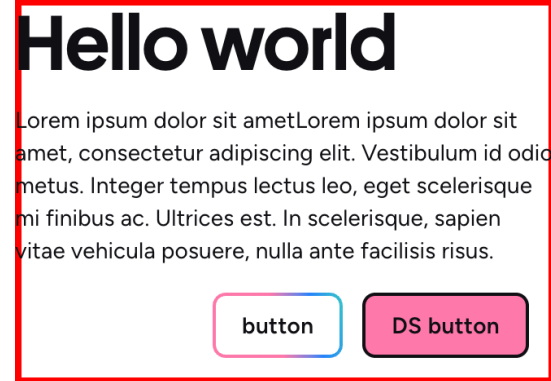 Hello world
Lorem ipsum dolor sit ametLorem ipsum dolor sit
amet, consectetur adipiscing elit. Vestibulum id odio
metus. Integer tempus lectus leo, eget scelerisque
mi finibus ac. Ultrices est. In scelerisque, sapien
vitae vehicula posuere, nulla ante facilisis risus.
button DS button